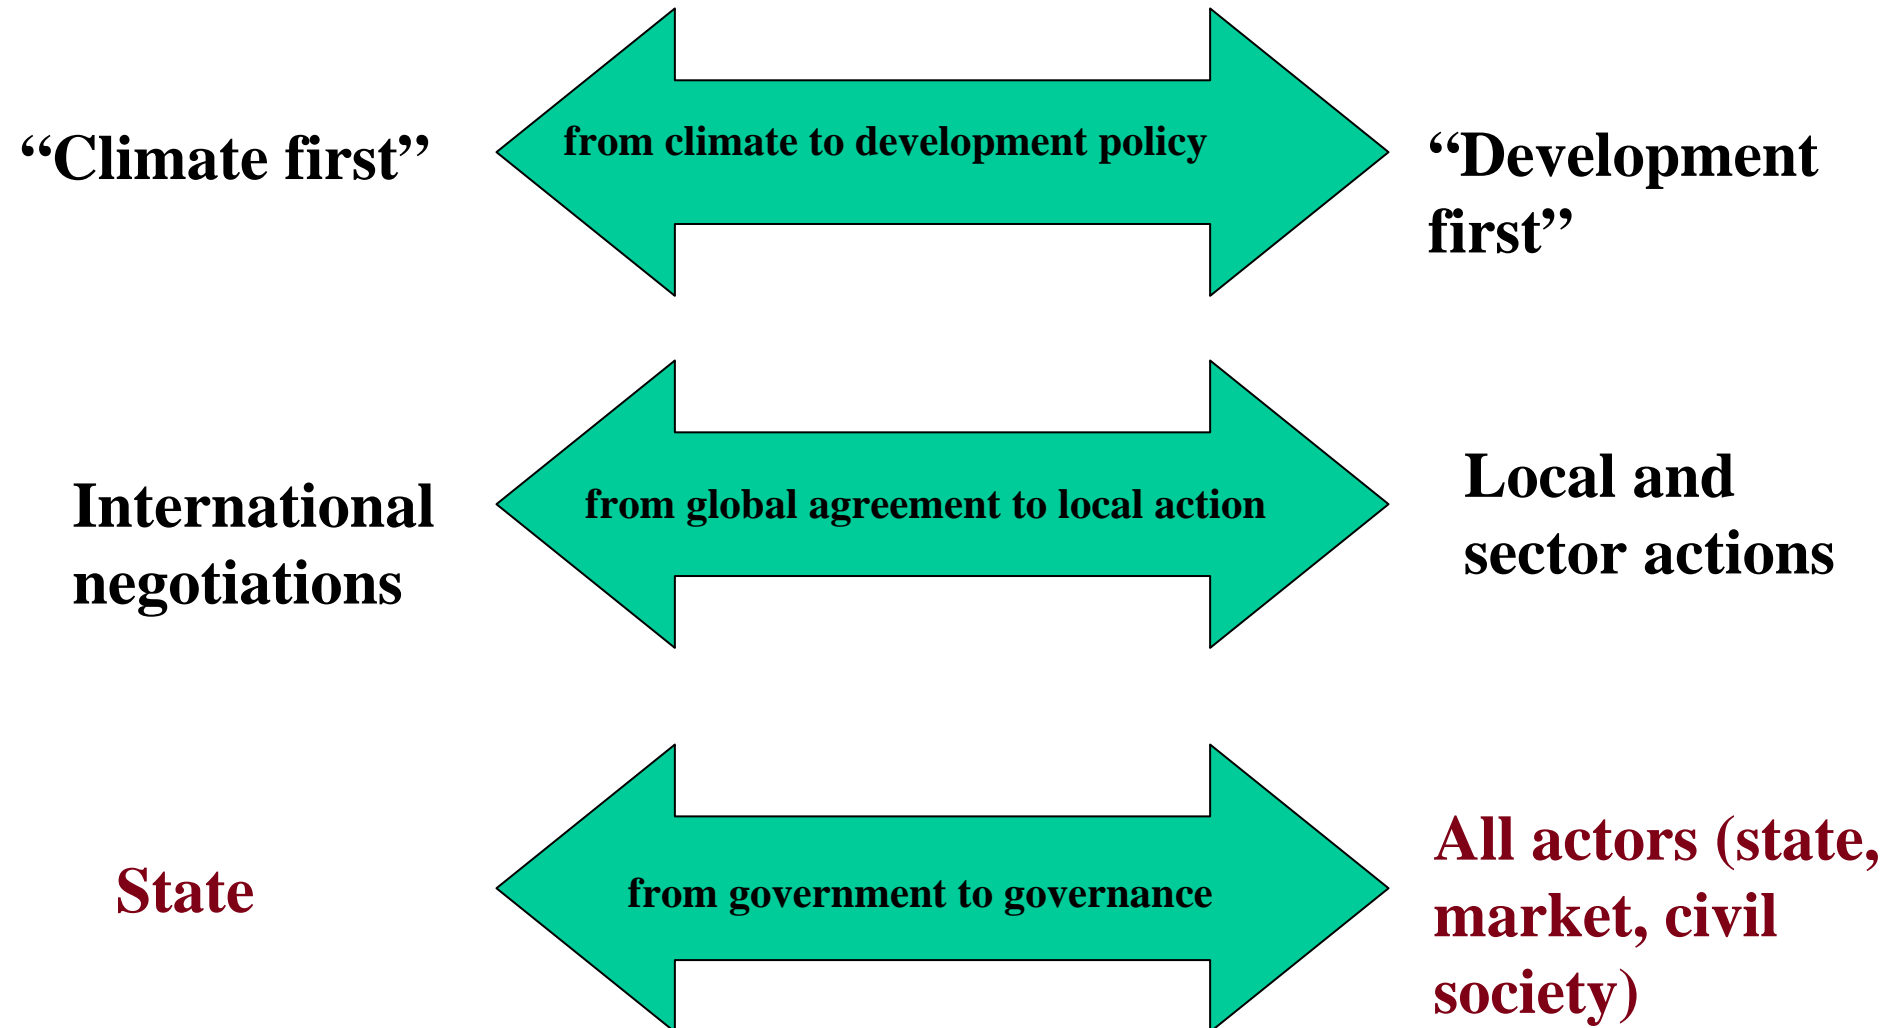 “Climate first”
from climate to development policy
“Development
first”
International
negotiations
from global agreement to local action
Local and
sector actions
State
from government to governance
All actors (state,
market, civil
society)